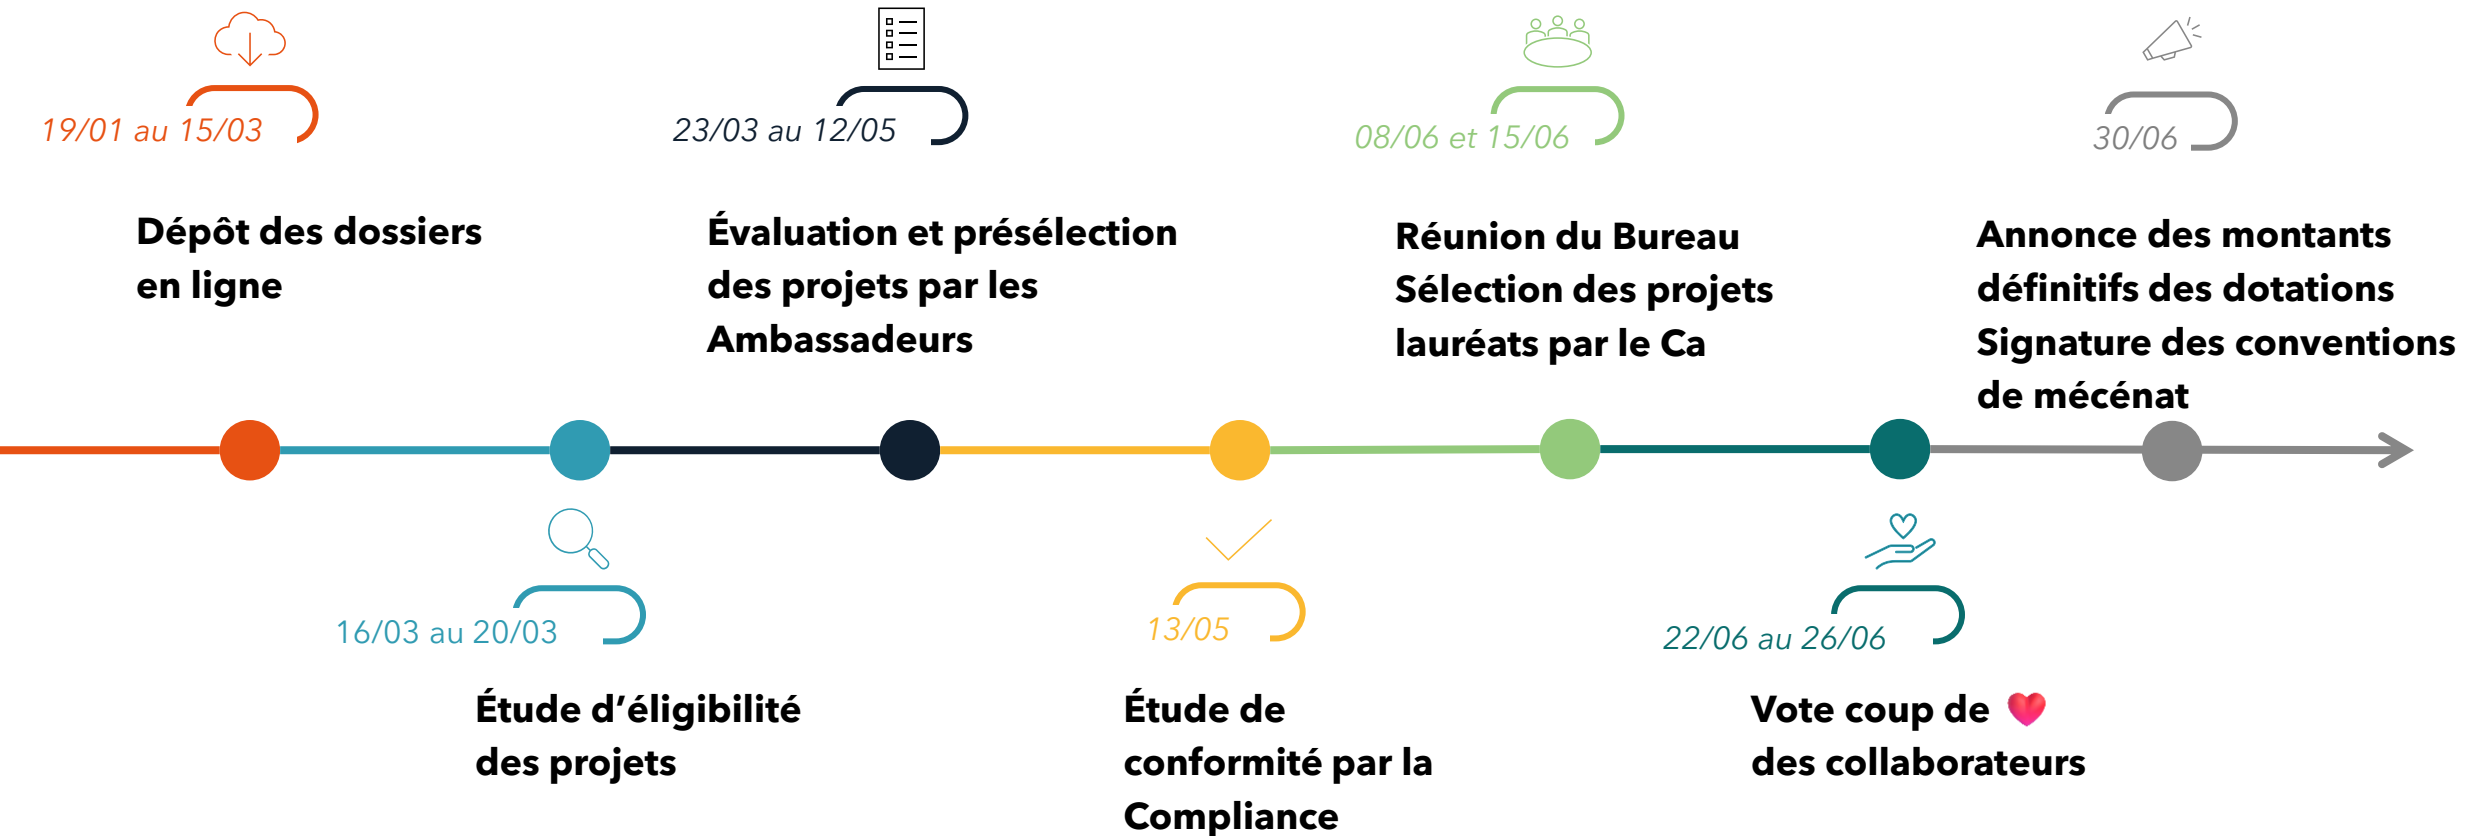 19/01 au 15/03
Dépôt des dossiers
en ligne
16/03 au 20/03
Étude d’éligibilité
des projets
23/03 au 12/05
Évaluation et présélection
des projets par les
Ambassadeurs
13/05
Étude de
conformité par la
Compliance
08/06 et 15/06
Réunion du Bureau
Sélection des projets
lauréats par le Ca
22/06 au 26/06
Vote coup de ❤️
des collaborateurs
30/06
Annonce des montants
définitifs des dotations
Signature des conventions
de mécénat